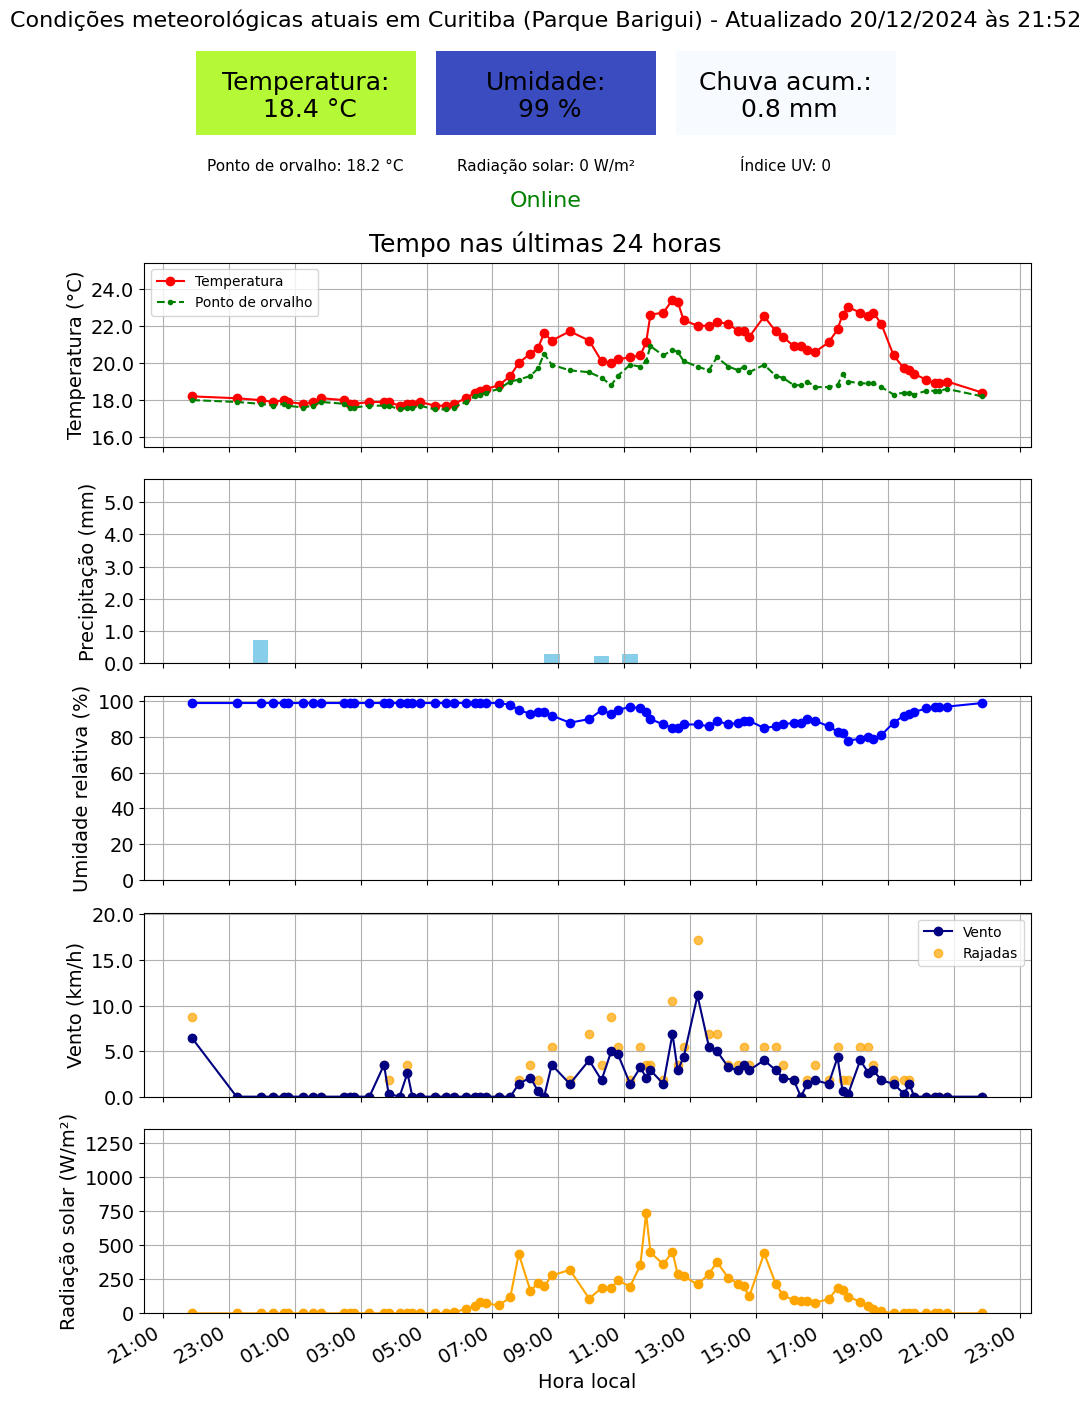 Condições meteorológicas atuais em Curitiba (Parque Barigui) - Atualizado 20/12/2024 às 21:52
Temperatura:
18.4 °C
Umidade:
99 %
Chuva acum.:
0.8 mm
Ponto de orvalho: 18.2 °C
Radiação solar: 0 W/m²
Índice UV: 0
Online
Tempo nas últimas 24 horas
Temperatura (°C)
24.0
22.0
20.0
18.0
16.0
Temperatura
Ponto de orvalho
Precipitação (mm)
5.0
4.0
3.0
2.0
1.0
0.0
Umidade relativa (%)
100
80
60
40
20
0
Vento (km/h)
20.0
15.0
10.0
5.0
0.0
Vento
Rajadas
Radiação solar (W/m²)
1250
1000
750
500
250
0
21:00
23:00
01:00
03:00
05:00
07:00
09:00
11:00
13:00
15:00
17:00
19:00
21:00
23:00
Hora local